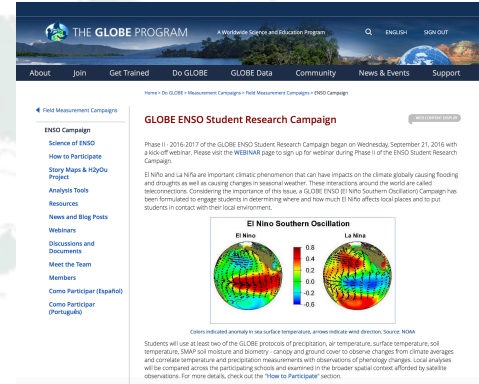 THE GLOBE PROGRAM
A Worldwide Science and Education Program
ENGLISH
SIGN OUT
About
Join
Get Trained
Do GLOBE
GLOBE Data
Community
News & Events
Support
Home > Do GLOBE > Measurement Campaigns > Field Measurement Campaigns > ENSO Campaign
Field Measurement Campaigns
ENSO Campaign
Science of ENSO
How to Participate
Story Maps & H2yOu
Project
Analysis Tools
Resources
News and Blog Posts
Webinars
Discussions and
Documents
Meet the Team
Members
Como Participar (Español)
Como Participar
(Português)
GLOBE ENSO Student Research Campaign
WEB CONTENT DISPLAY
Phase II - 2016-2017 of the GLOBE ENSO Student Research Campaign began on Wednesday, September 21, 2016 with
a kick-off webinar. Please visit the WEBINAR page to sign up for webinar during Phase II of the ENSO Student Research
Campaign.
El Niño and La Niña are important climatic phenomenon that can have impacts on the climate globally causing flooding
and droughts as well as causing changes in seasonal weather. These interactions around the world are called
teleconnections. Considering the importance of this issue, a GLOBE ENSO (El Niño Southern Oscillation) Campaign has
been formulated to engage students in determining where and how much El Niño affects local places and to put
students in contact with their local environment.
El Nino Southern Oscillation
El Nino
La Nina
0.8
0.4
0.2
0.0
-0.2
-0.6
Colors indicated anomaly in sea surface temperature, arrows indicate wind direction. Source: NOAA
Students will use at least two of the GLOBE protocols of precipitation, air temperature, surface temperature, soil
temperature, SMAP soil moisture and biometry - canopy and ground cover to observe changes from climate averages
and correlate temperature and precipitation measurements with observations of phenology changes. Local analyses
will be compared across the participating schools and examined in the broader spatial context afforded by satellite
observations. For more details, check out the "How to Participate" section.